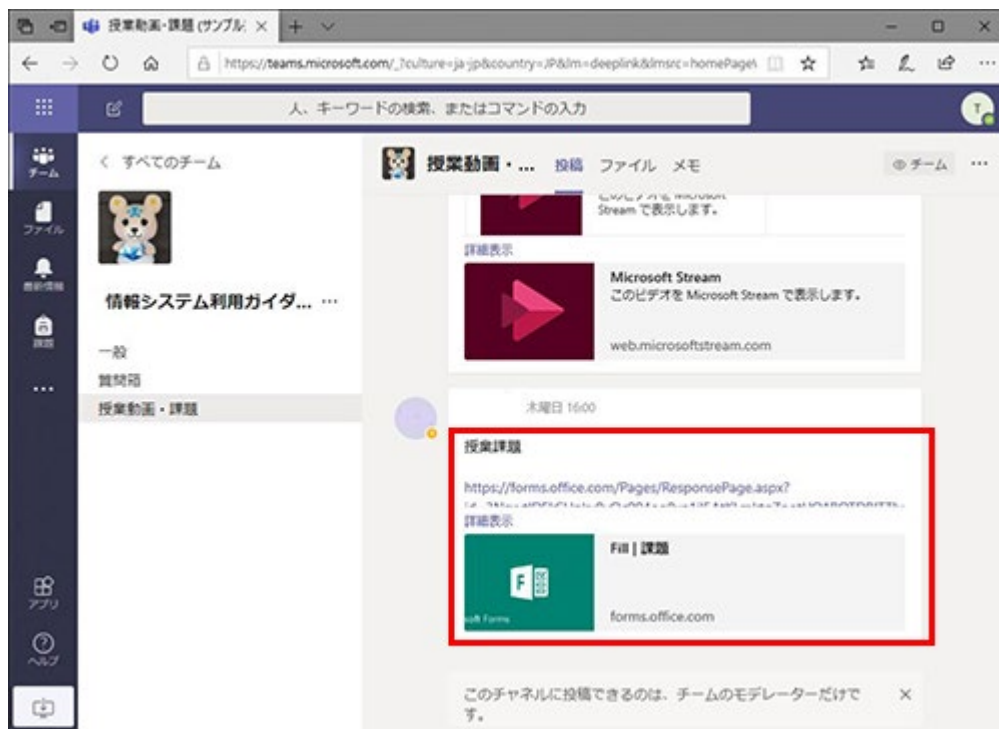 授業動画・課題 (サンプル
https://teams.microsoft.com/_?culture=ja-jp&country=JP&lm=deeplink&lmsrc=homePageW
人、キーワードの検索、またはコマンドの入力
T
チーム
ファイル
最新情報
課題
アプリ
ヘルプ
すべてのチーム
情報システム利用ガイダ... …
一般
質問箱
授業動画・課題
授業動画・... 投稿 ファイル メモ
チーム
Stream で表示します。
詳細表示
Microsoft Stream
このビデオを Microsoft Stream で表示します。
web.microsoftstream.com
木曜日 16:00
授業課題
https://forms.office.com/Pages/ResponsePage.aspx?
詳細表示
F
soft Forms
Fill | 課題
forms.office.com
このチャネルに投稿できるのは、チームのモデレーターだけで
す。